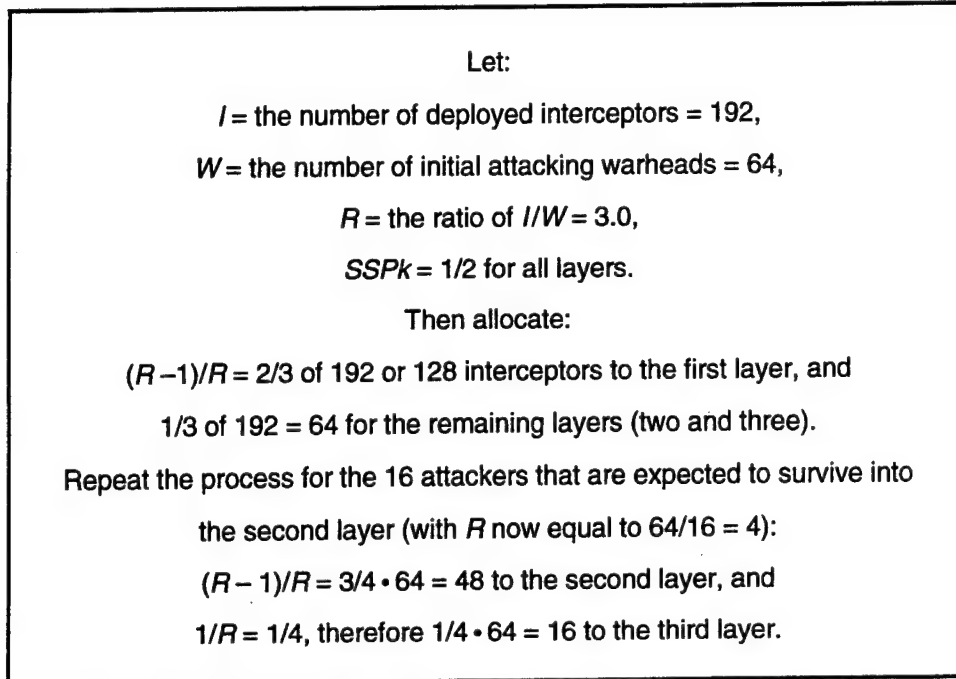 Let:
I = the number of deployed interceptors = 192,
W = the number of initial attacking warheads = 64,
R = the ratio of I/W = 3.0,
SSPk = 1/2 for all layers.
Then allocate:
(R – 1)/R = 2/3 of 192 or 128 interceptors to the first layer, and
1/3 of 192 = 64 for the remaining layers (two and three).
Repeat the process for the 16 attackers that are expected to survive into
the second layer (with R now equal to 64/16 = 4):
(R – 1)/R = 3/4 • 64 = 48 to the second layer, and
1/R = 1/4, therefore 1/4 • 64 = 16 to the third layer.